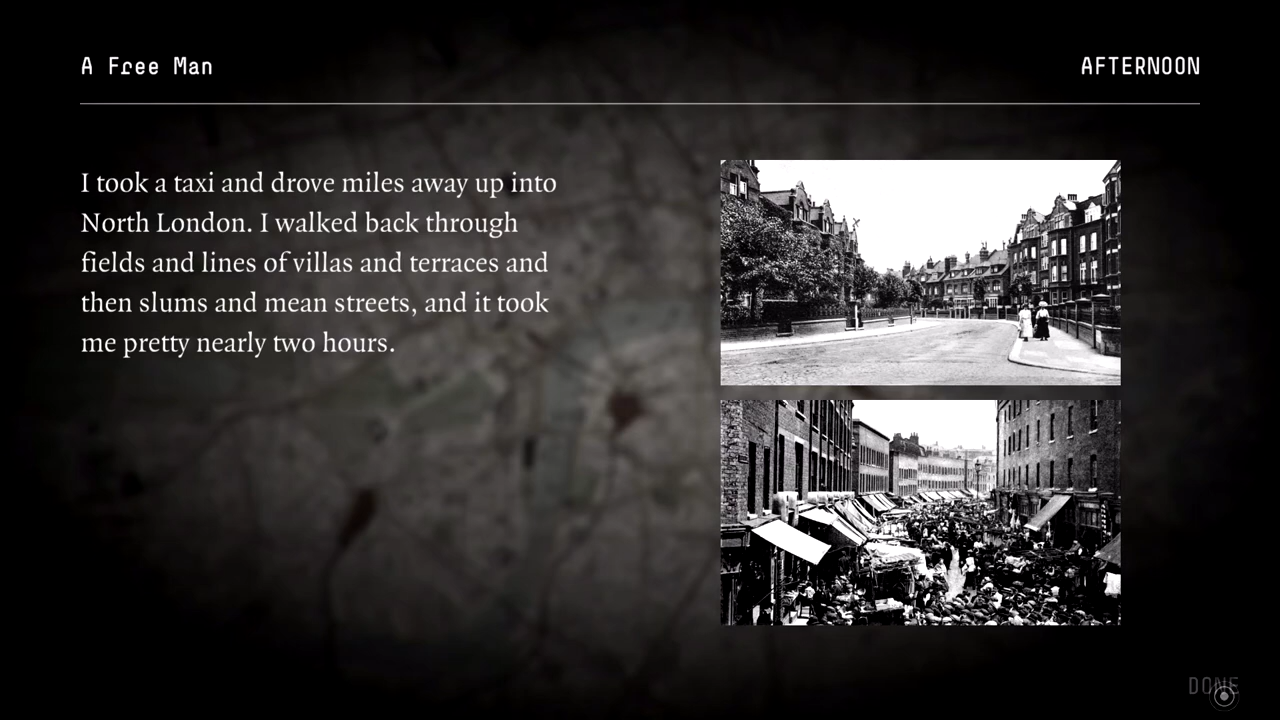 A Free Man
AFTERNOON
I took a taxi and drove miles away up into
North London. I walked back through
fields and lines of villas and terraces and
then slums and mean streets, and it took
me pretty nearly two hours.
DONE